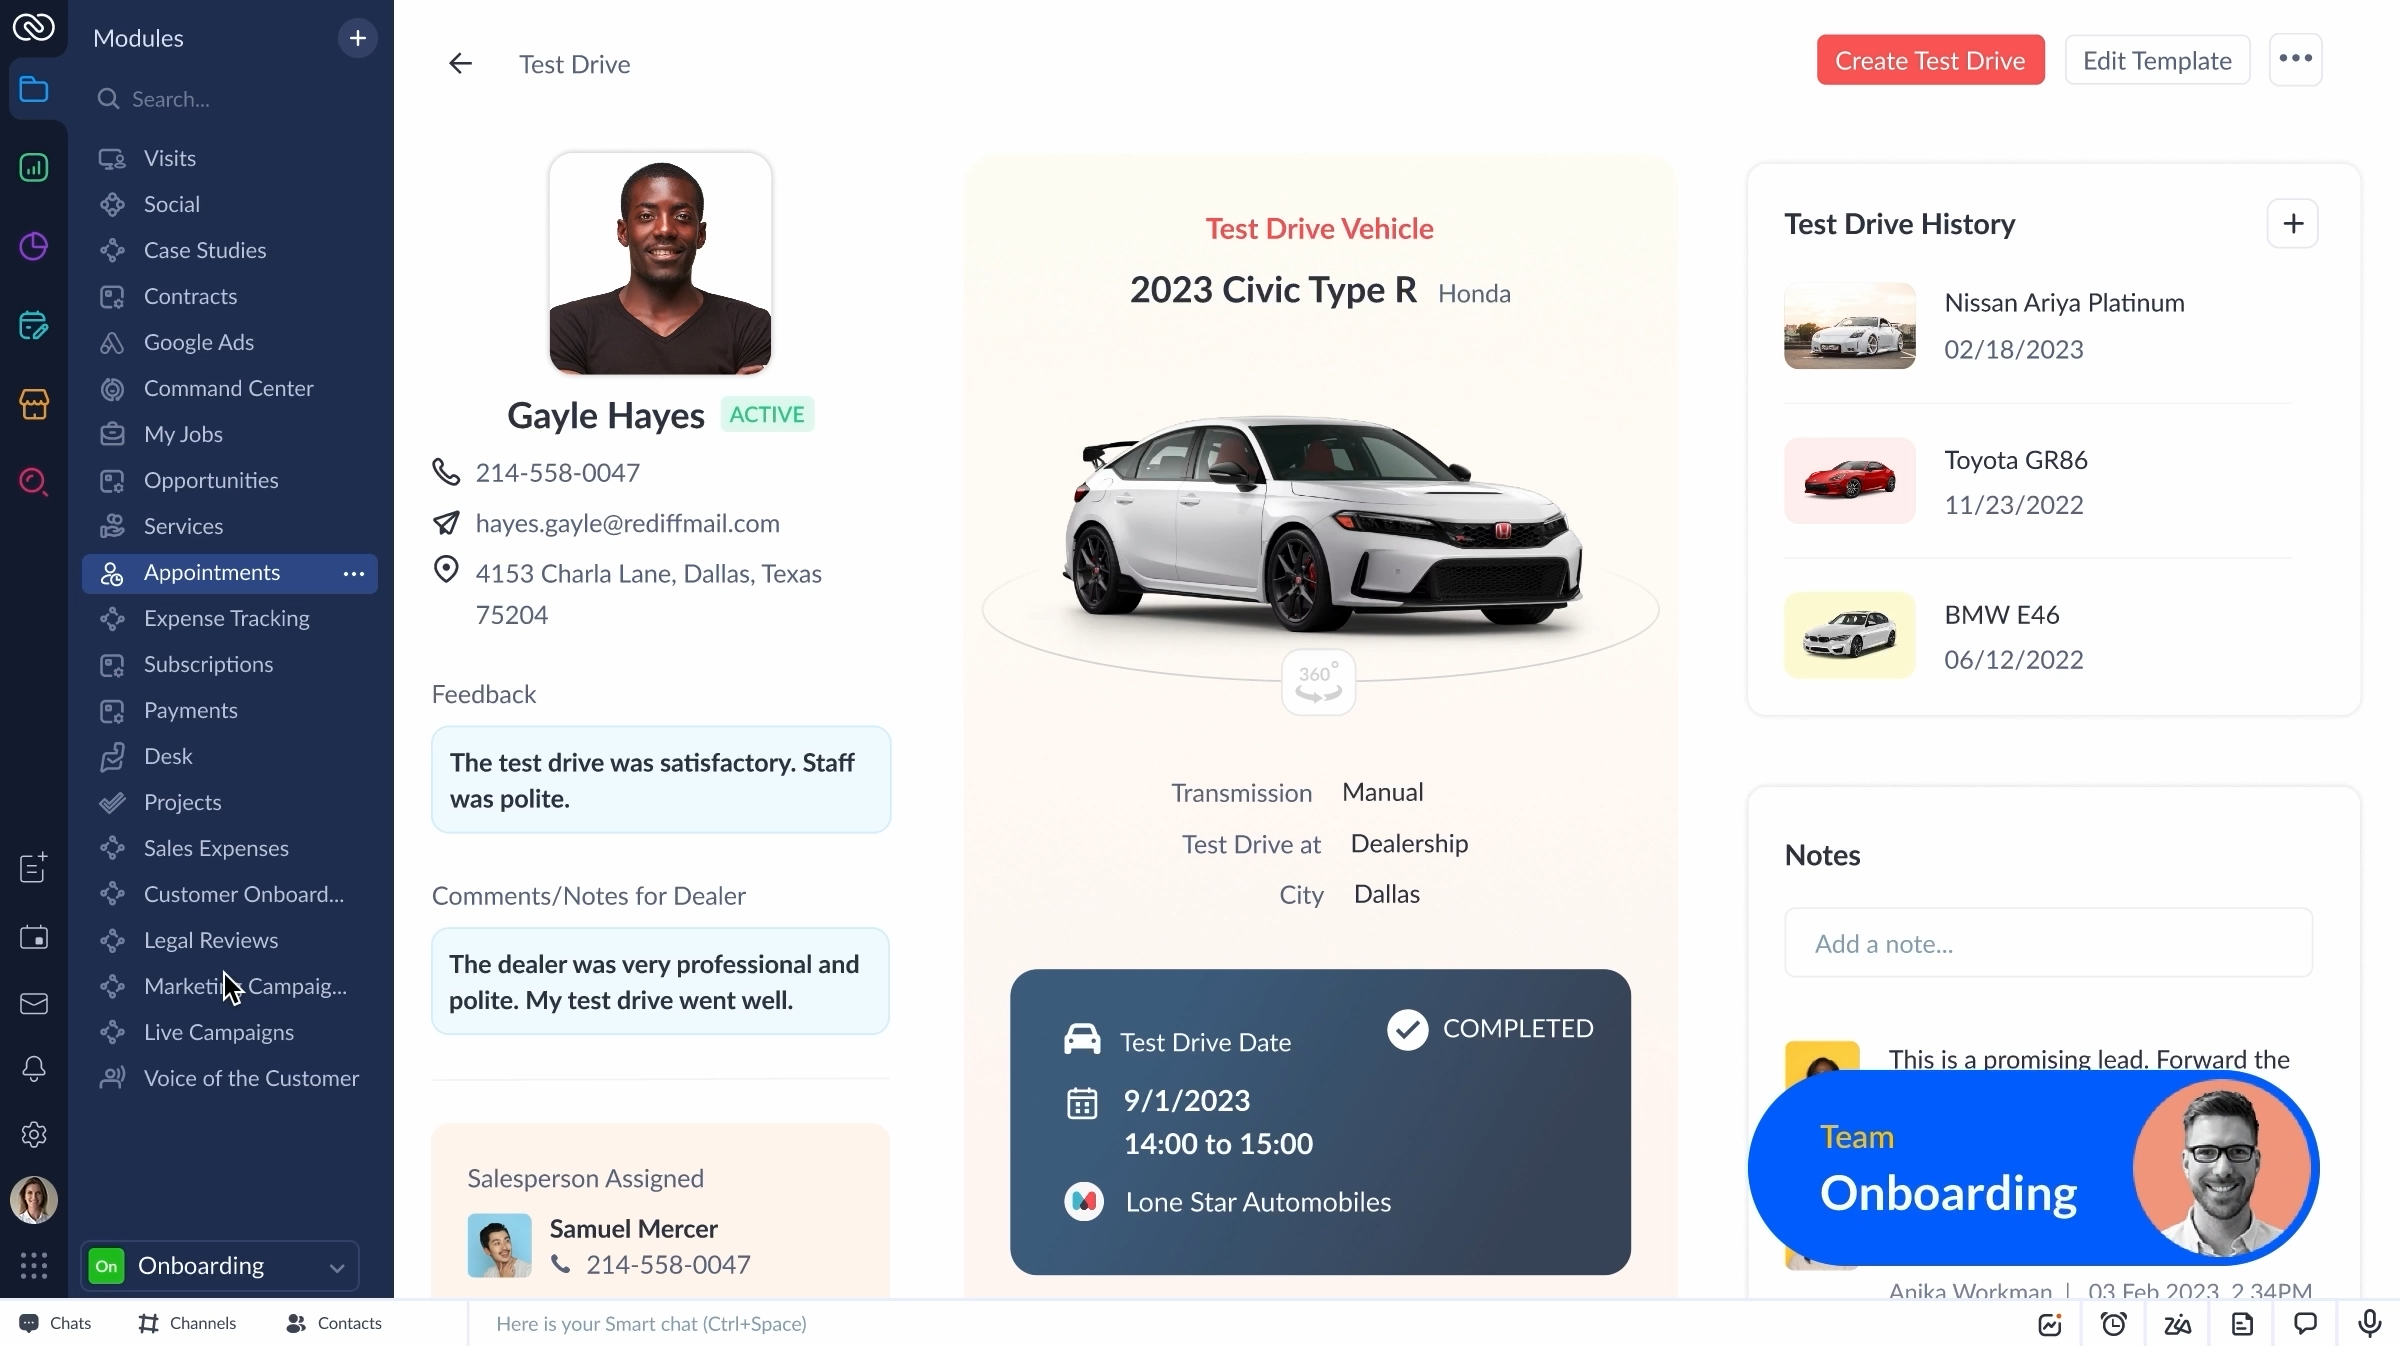 Modules
Search...
Visits
Social
Case Studies
Contracts
Google Ads
Command Center
My Jobs
Opportunities
Services
Appointments
Expense Tracking
Subscriptions
Payments
Desk
Projects
Sales Expenses
Customer Onboard...
Legal Reviews
Marketing Campaig...
Live Campaigns
Voice of the Customer
On Onboarding
Test Drive
Create Test Drive
Edit Template
Gayle Hayes ACTIVE
214-558-0047
hayes.gayle@rediffmail.com
4153 Charla Lane, Dallas, Texas
75204
Feedback
The test drive was satisfactory. Staff
was polite.
Comments/Notes for Dealer
The dealer was very professional and
polite. My test drive went well.
Salesperson Assigned
Samuel Mercer
214-558-0047
Test Drive Vehicle
2023 Civic Type R Honda
360°
Transmission Manual
Test Drive at Dealership
City Dallas
Test Drive Date
COMPLETED
9/1/2023
14:00 to 15:00
Lone Star Automobiles
Test Drive History
Nissan Ariya Platinum
02/18/2023
Toyota GR86
11/23/2022
BMW E46
06/12/2022
Notes
Add a note...
This is a promising lead. Forward the
Team
Onboarding
Anika Workman | 03 Feb 2023 2.34PM
Chats
Channels
Contacts
Here is your Smart chat (Ctrl+Space)
Zia